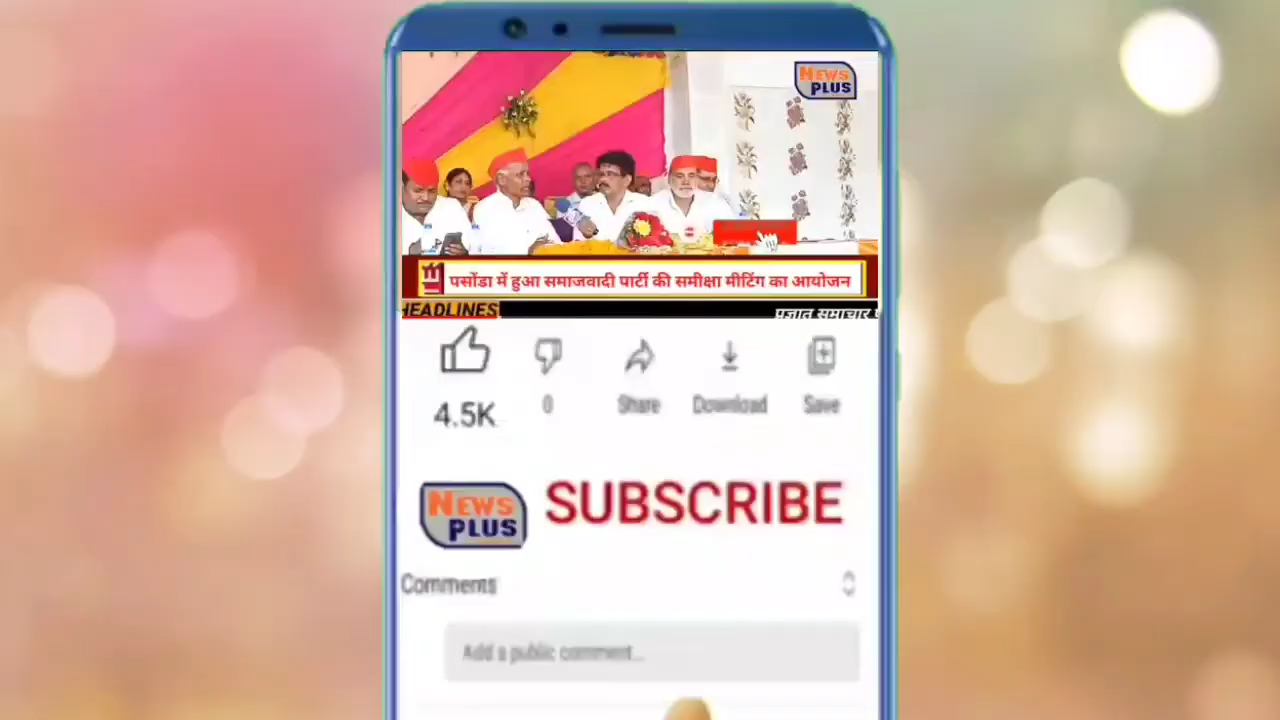 NEWS
PLUS
पसोंडा में हुआ समाजवादी पार्टी की समीक्षा मीटिंग का आयोजन
HEADLINES
समाचार
4.5K
0
Share
Download
Save
NEWS
PLUS
SUBSCRIBE
Comments
Add a public comment...